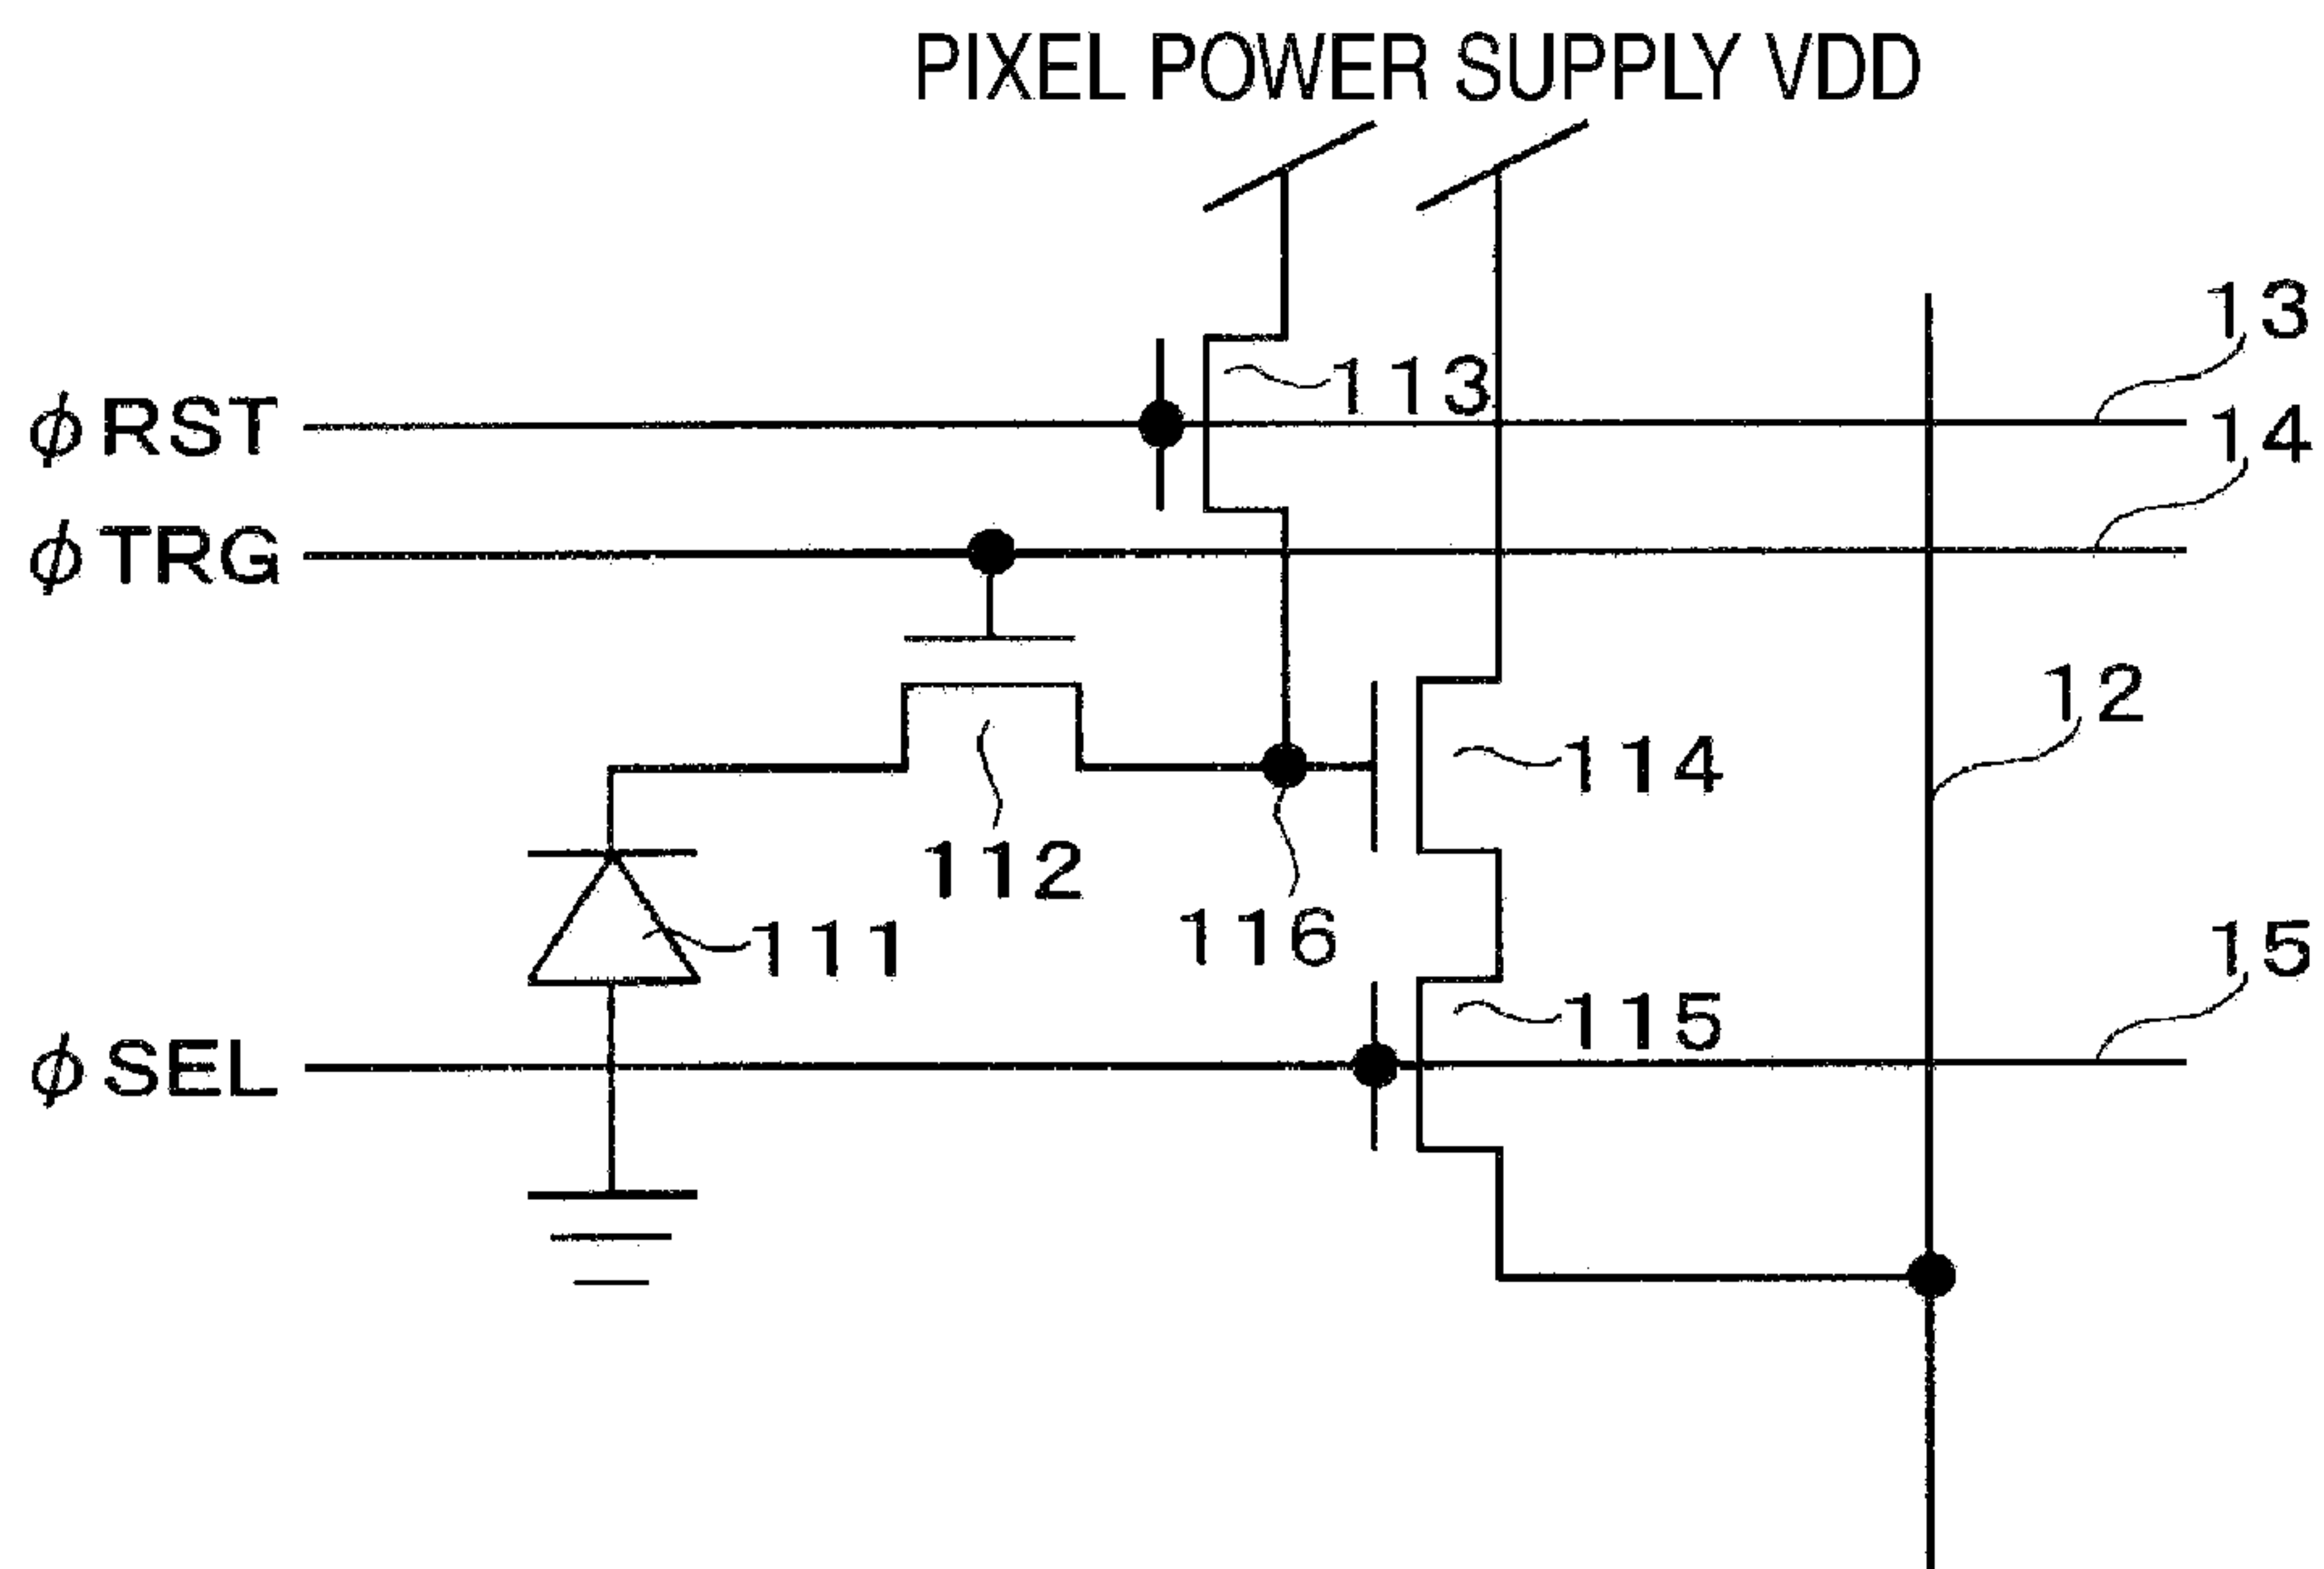 PIXEL POWER SUPPLY VDD
13
113
14
φRST
φTRG
12
114
112
111
116
15
115
φSEL